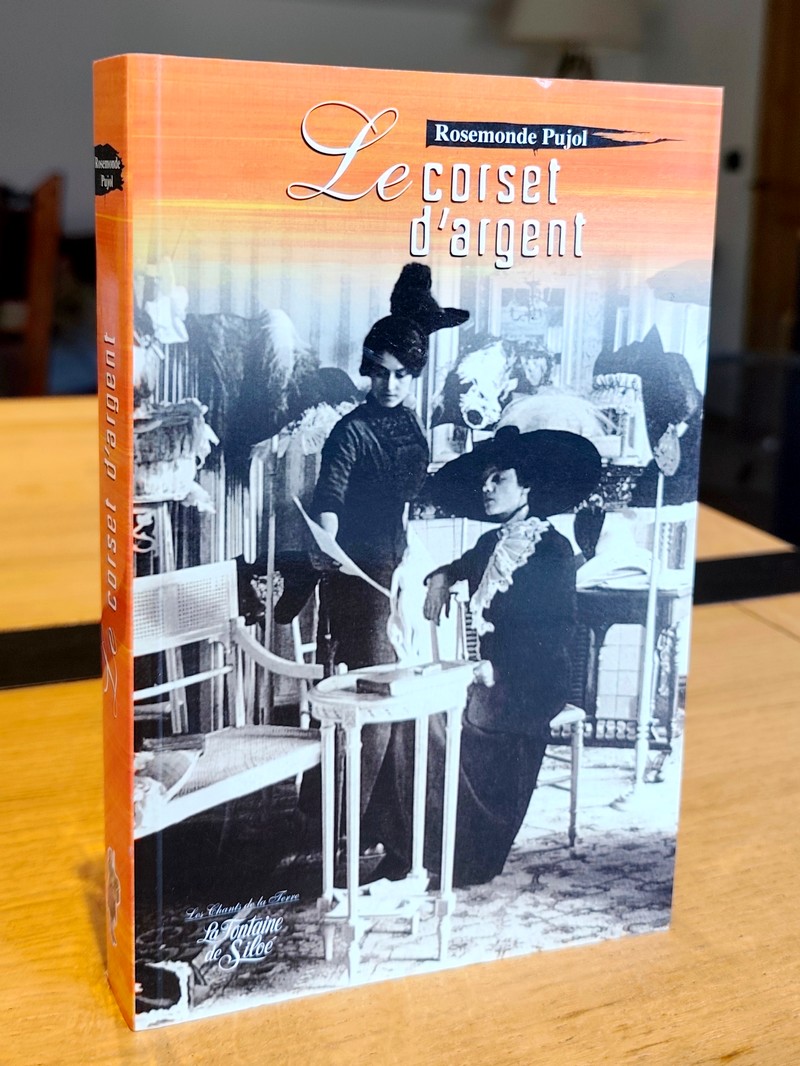 Rosemonde Pujol
Le corset
d'argent
Rosemonde
Pujol
Le corset d'argent
Les Chants de la Terre
La Fontaine
de Siloé